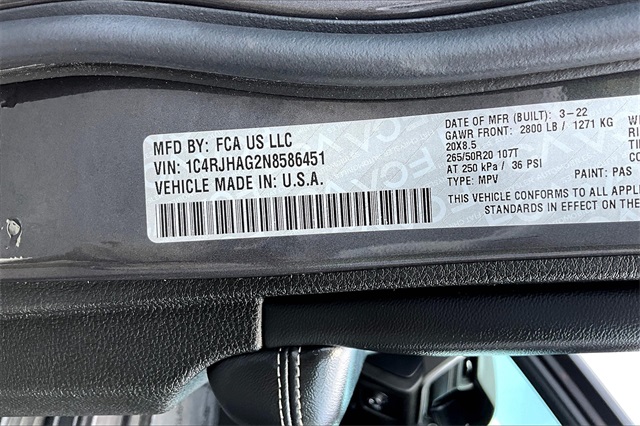 MFD BY: FCA US LLC
VIN: 1C4RJHAG2N8586451
VEHICLE MADE IN: U.S.A.
DATE OF MFR (BUILT): 3-22
GAWR FRONT: 2800 LB / 1271 KG
20X8.5
265/50R20 107T
AT 250 kPa / 36 PSI
TYPE: MPV
PAINT: PAS
THIS VEHICLE CONFORMS TO ALL
STANDARDS IN EFFECT ON THE